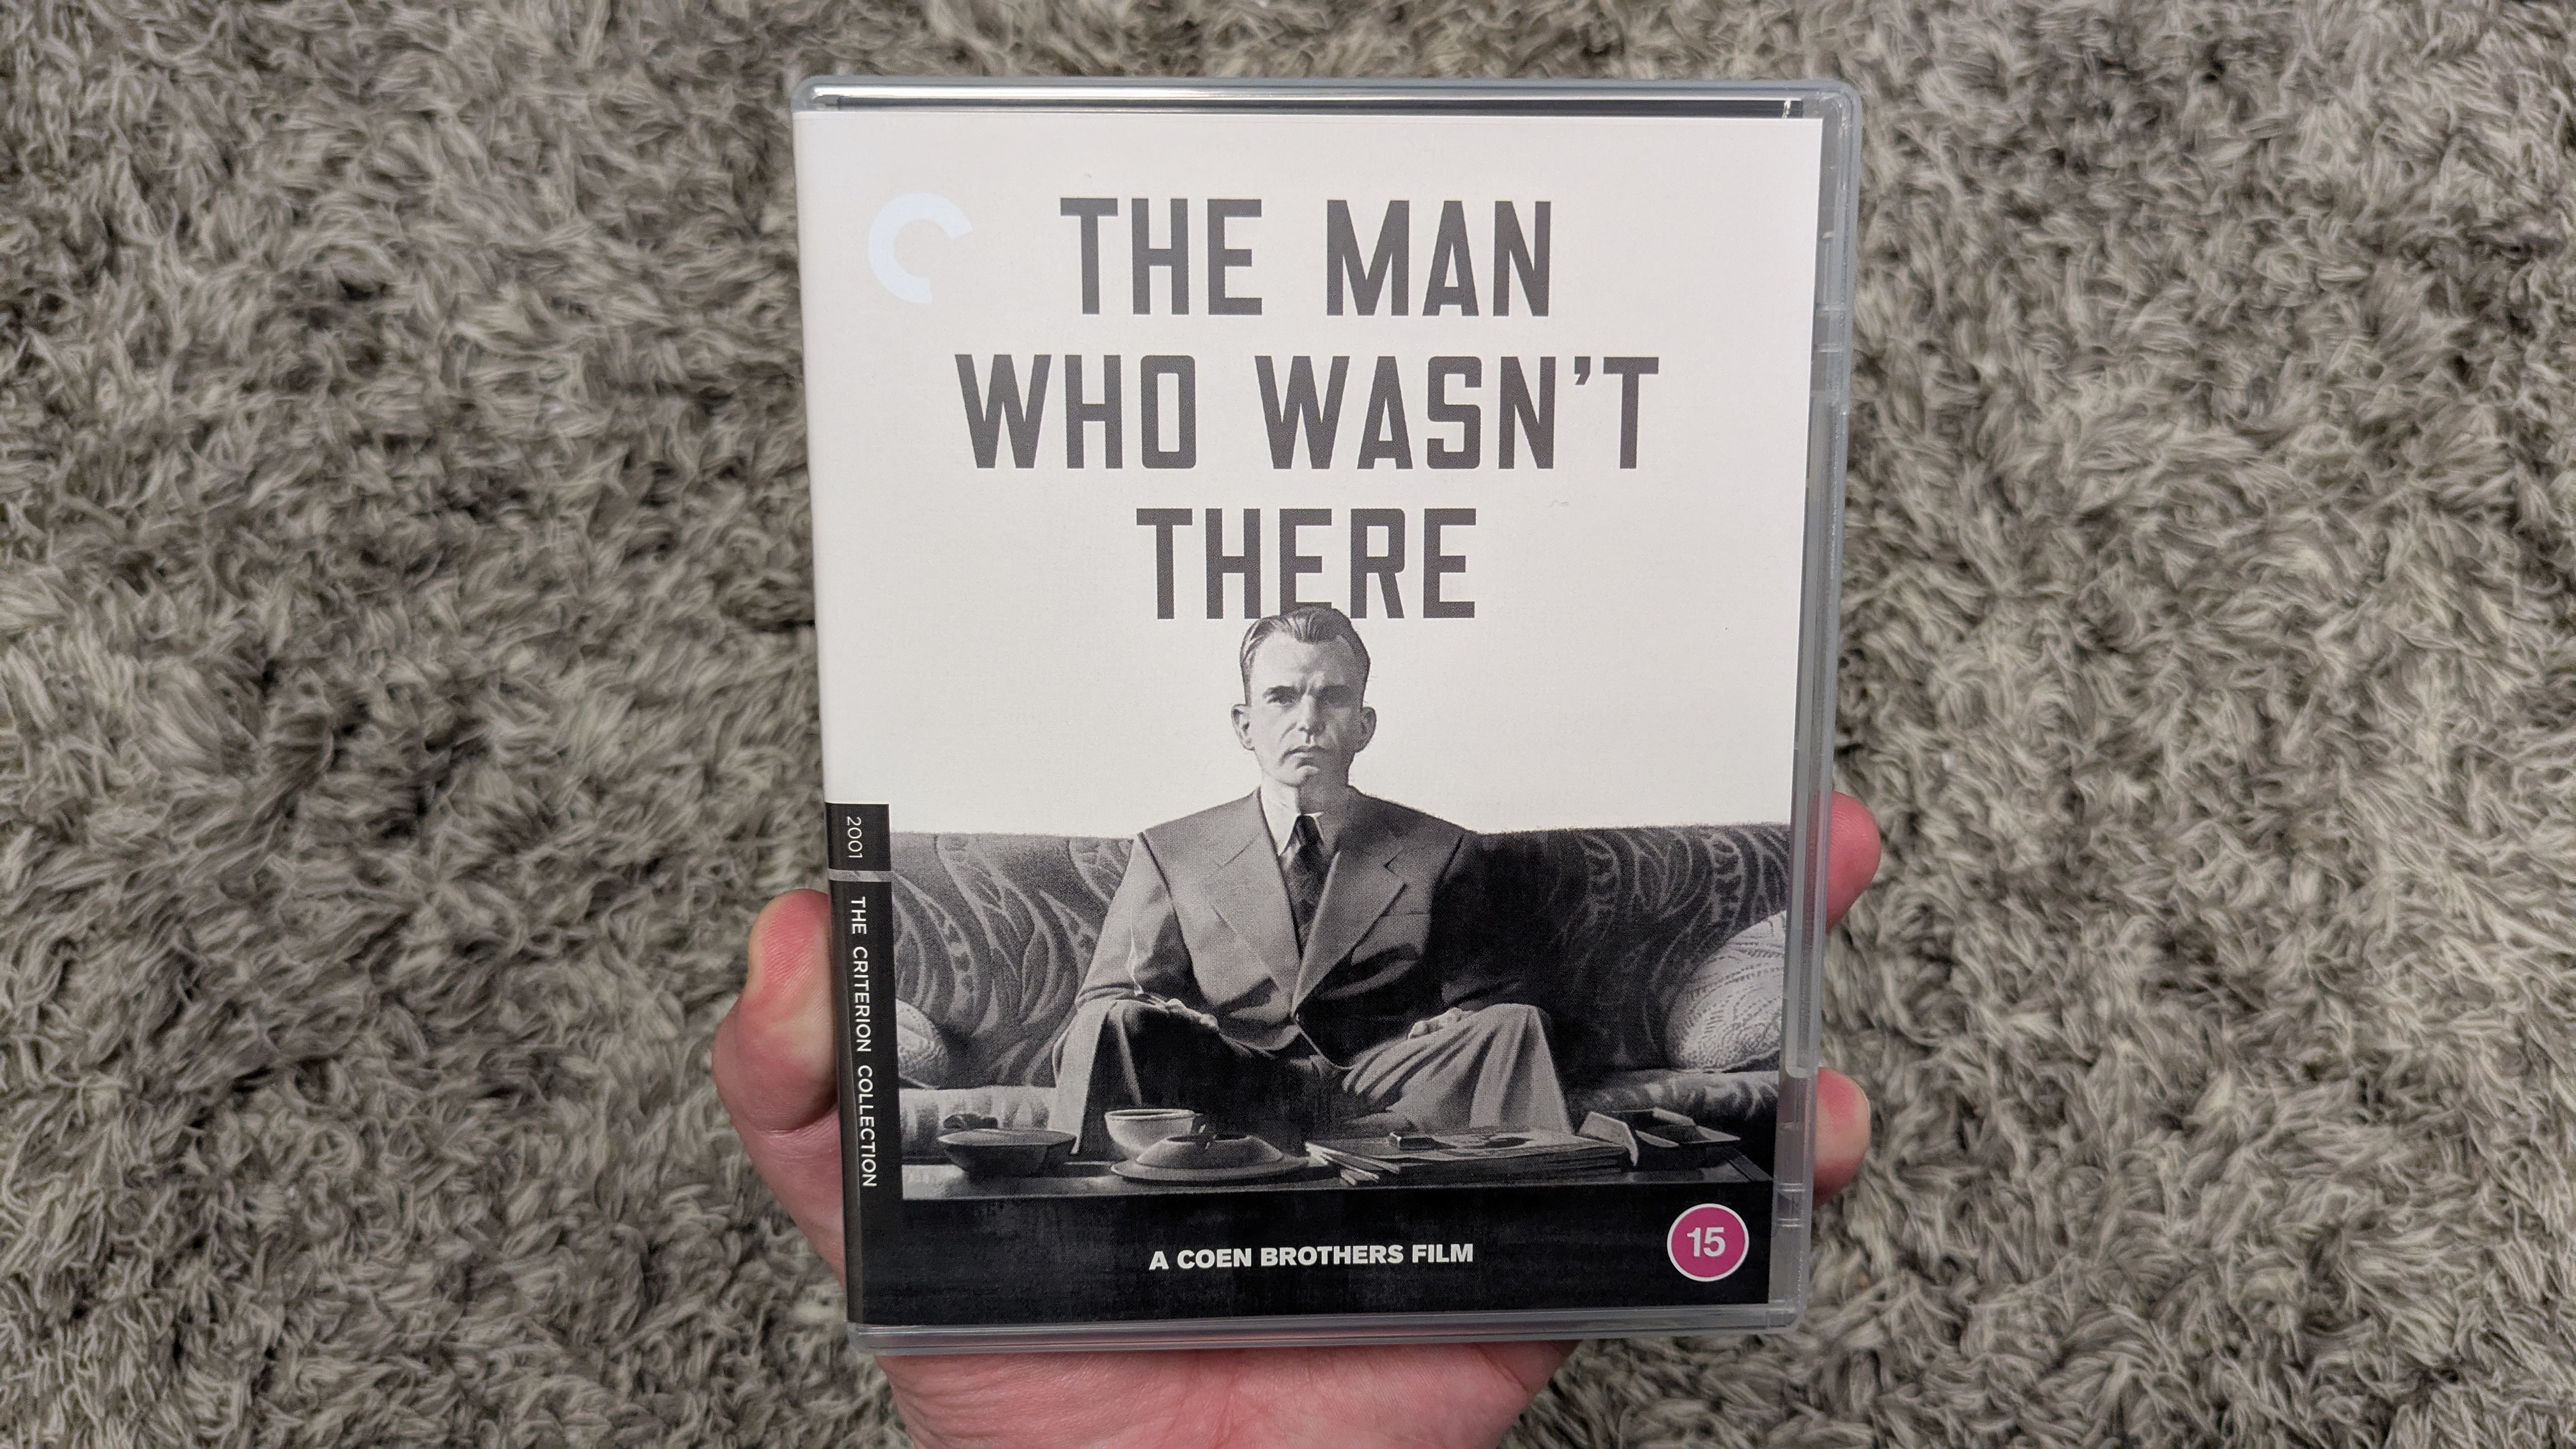 THE MAN
WHO WASN'T
THERE
2001
THE CRITERION COLLECTION
A COEN BROTHERS FILM
15